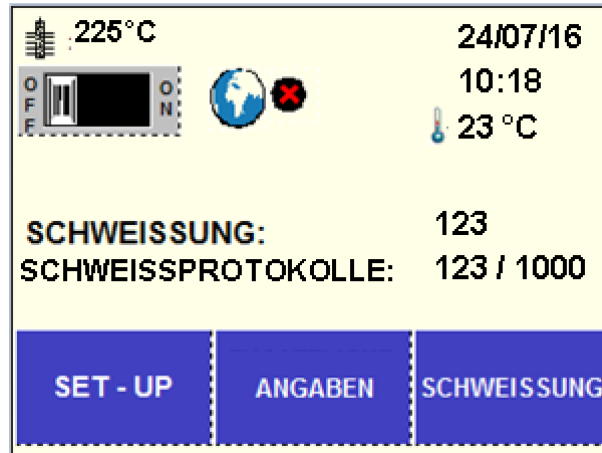 225°C
24/07/16
OFF
ON
10:18
23 °C
SCHWEISSUNG: 123
SCHWEISSPROTOKOLLE: 123 / 1000
SET - UP
ANGABEN
SCHWEISSUNG